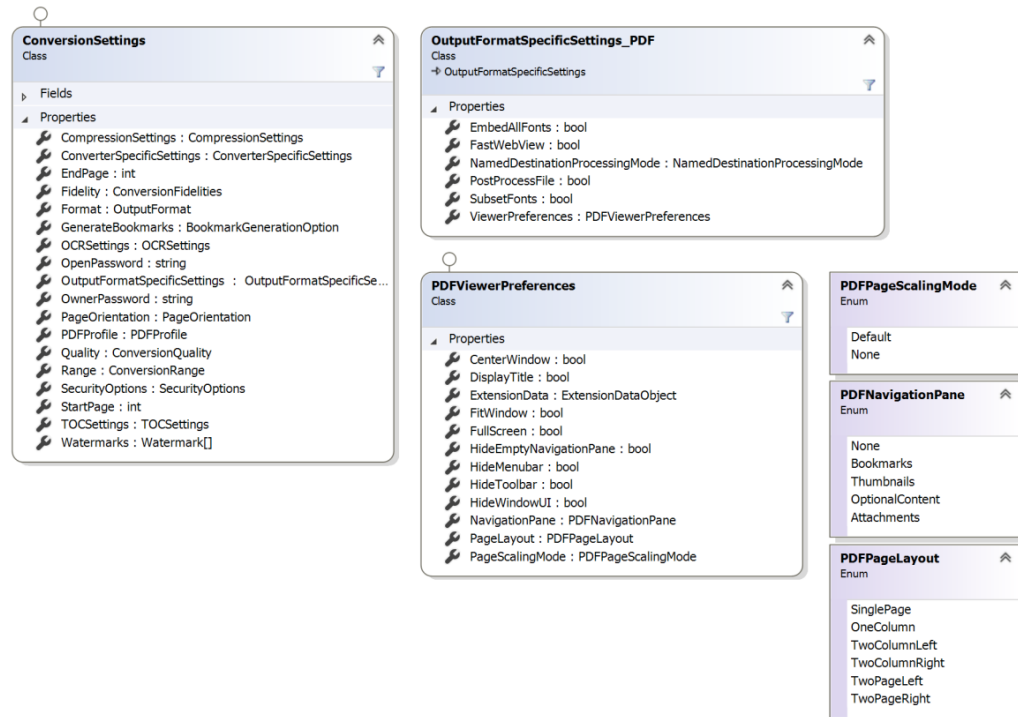 ConversionSettings
Class
Fields
Properties
CompressionSettings : CompressionSettings
ConverterSpecificSettings : ConverterSpecificSettings
EndPage : int
Fidelity : ConversionFidelities
Format : OutputFormat
GenerateBookmarks : BookmarkGenerationOption
OCRSettings : OCRSettings
OpenPassword : string
OutputFormatSpecificSettings : OutputFormatSpecificSe...
OwnerPassword : string
PageOrientation : PageOrientation
PDFProfile : PDFProfile
Quality : ConversionQuality
Range : ConversionRange
SecurityOptions : SecurityOptions
StartPage : int
TOCSettings : TOCSettings
Watermarks : Watermark[]
OutputFormatSpecificSettings_PDF
Class
OutputFormatSpecificSettings
Properties
EmbedAllFonts : bool
FastWebView : bool
NamedDestinationProcessingMode : NamedDestinationProcessingMode
PostProcessFile : bool
SubsetFonts : bool
ViewerPreferences : PDFViewerPreferences
PDFViewerPreferences
Class
Properties
CenterWindow : bool
DisplayTitle : bool
ExtensionData : ExtensionDataObject
FitWindow : bool
FullScreen : bool
HideEmptyNavigationPane : bool
HideMenubar : bool
HideToolbar : bool
HideWindowUI : bool
NavigationPane : PDFNavigationPane
PageLayout : PDFPageLayout
PageScalingMode : PDFPageScalingMode
PDFPageScalingMode
Enum
Default
None
PDFNavigationPane
Enum
None
Bookmarks
Thumbnails
OptionalContent
Attachments
PDFPageLayout
Enum
SinglePage
OneColumn
TwoColumnLeft
TwoColumnRight
TwoPageLeft
TwoPageRight